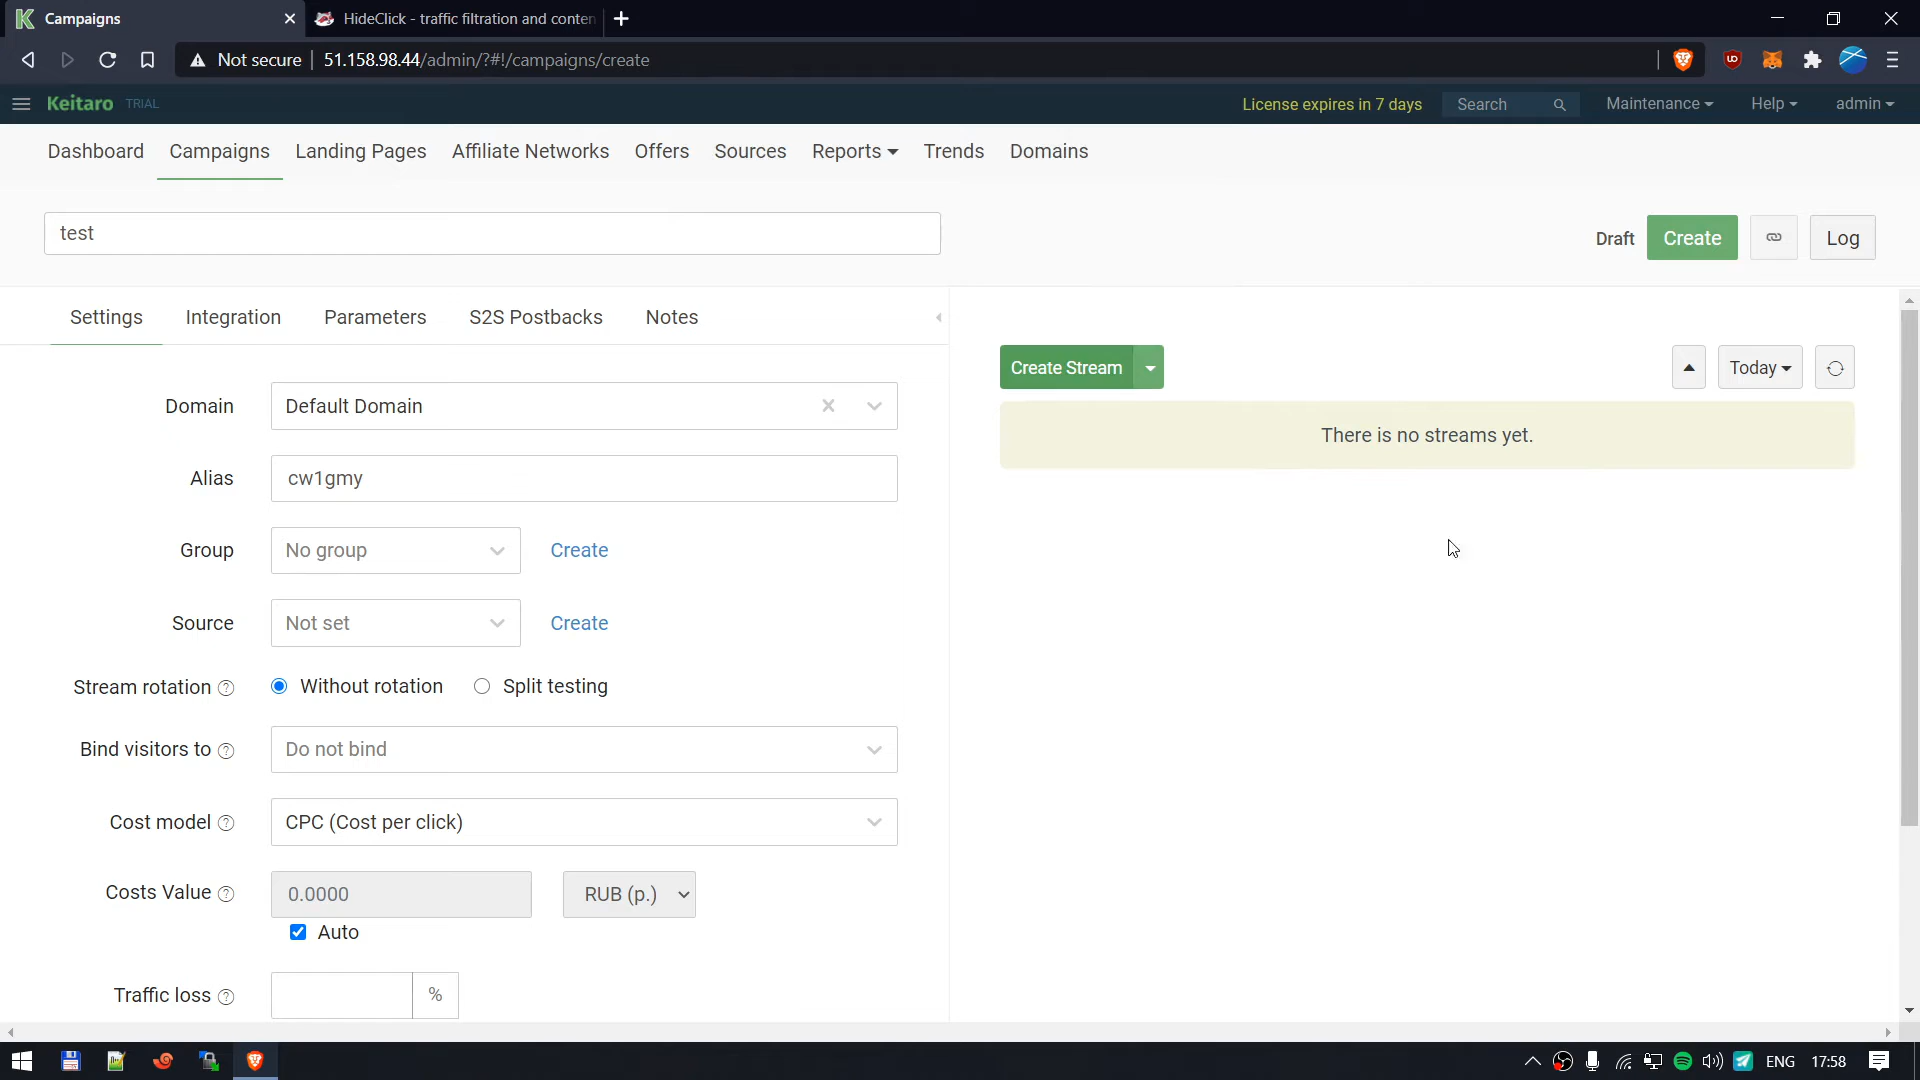 Campaigns
HideClick - traffic filtration and conten
Not secure
51.158.98.44/admin/?#!/campaigns/create
Keitaro TRIAL
License expires in 7 days
Search
Maintenance
Help
admin
Dashboard
Campaigns
Landing Pages
Affiliate Networks
Offers
Sources
Reports
Trends
Domains
test
Draft
Create
Log
Settings
Integration
Parameters
S2S Postbacks
Notes
Create Stream
Today
There is no streams yet.
Domain
Default Domain
Alias
cw1gmy
Group
No group
Create
Source
Not set
Create
Stream rotation
Without rotation
Split testing
Bind visitors to
Do not bind
Cost model
CPC (Cost per click)
Costs Value
0.0000
RUB (p.)
Auto
Traffic loss
%
ENG
17:58